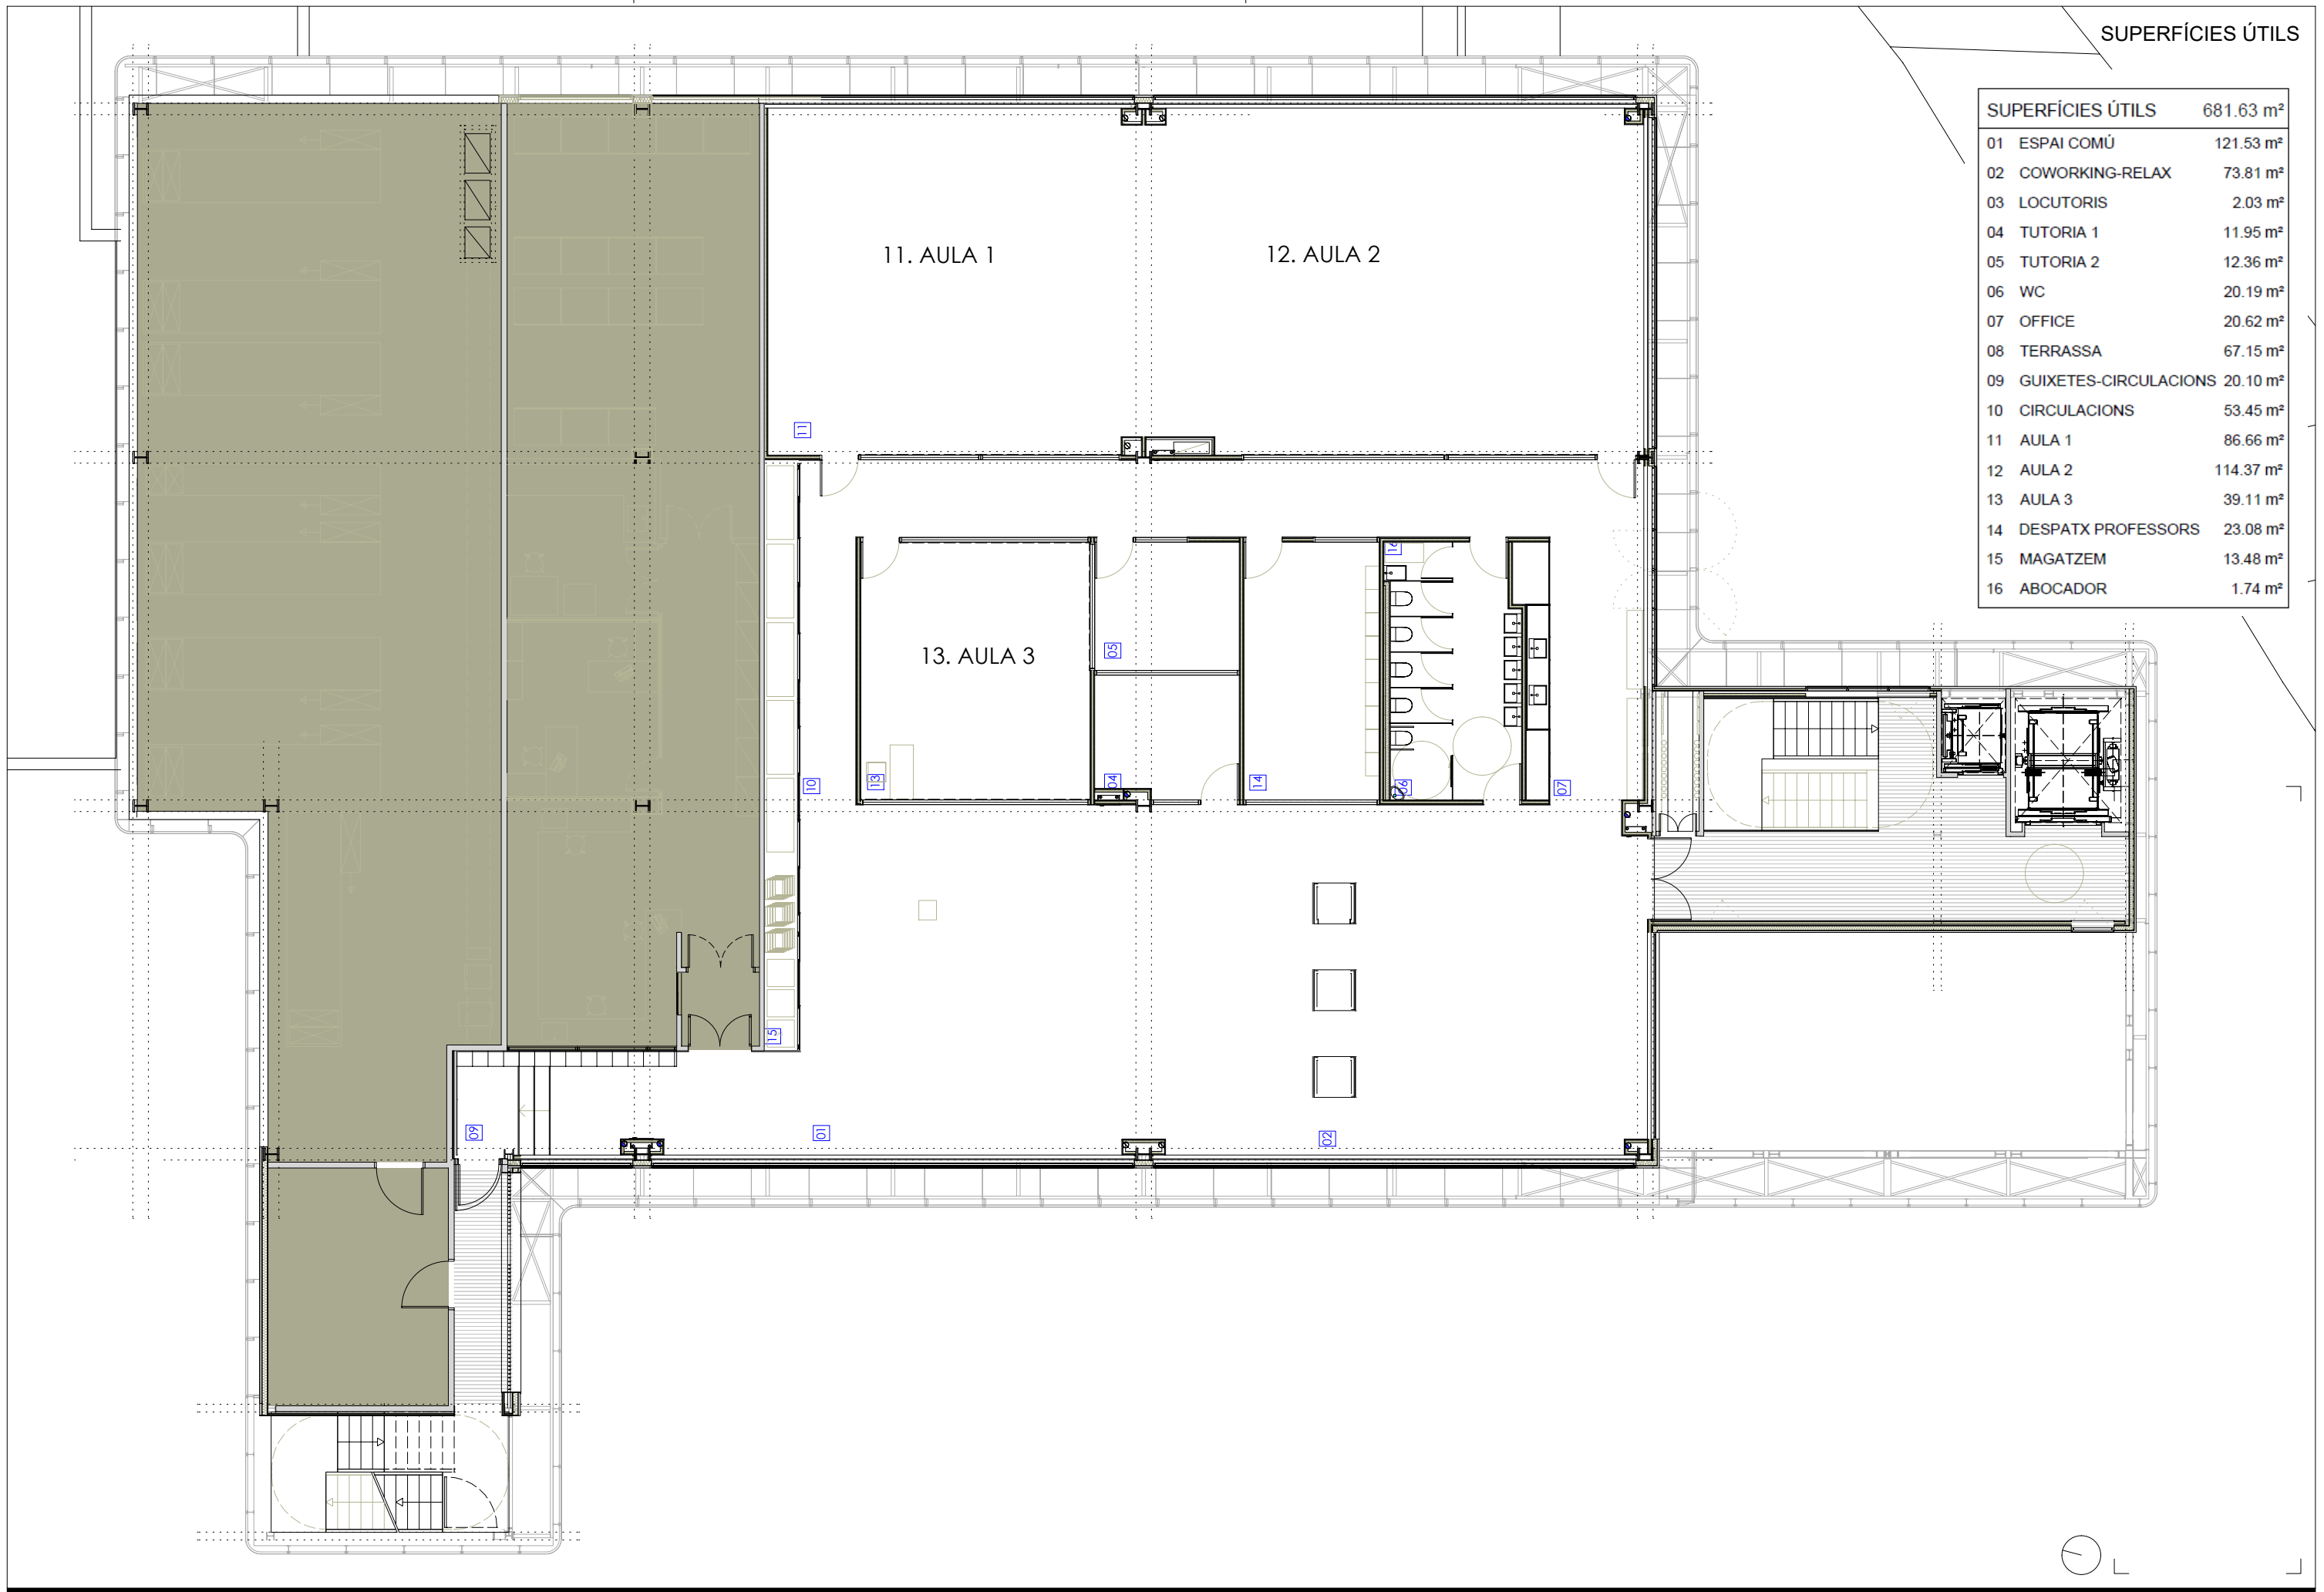 SUPERFÍCIES ÚTILS
SUPERFÍCIES ÚTILS 681.63 m²
01 ESPAI COMÚ 121.53 m²
02 COWORKING-RELAX 73.81 m²
03 LOCUTORIS 2.03 m²
04 TUTORIA 1 11.95 m²
05 TUTORIA 2 12.36 m²
06 WC 20.19 m²
07 OFFICE 20.62 m²
08 TERRASSA 67.15 m²
09 GUIXETES-CIRCULACIONS 20.10 m²
10 CIRCULACIONS 53.45 m²
11 AULA 1 86.66 m²
12 AULA 2 114.37 m²
13 AULA 3 39.11 m²
14 DESPATX PROFESSORS 23.08 m²
15 MAGATZEM 13.48 m²
16 ABOCADOR 1.74 m²
11. AULA 1
12. AULA 2
11
16
13. AULA 3
05
10
13
04
14
06
07
15
09
01
02